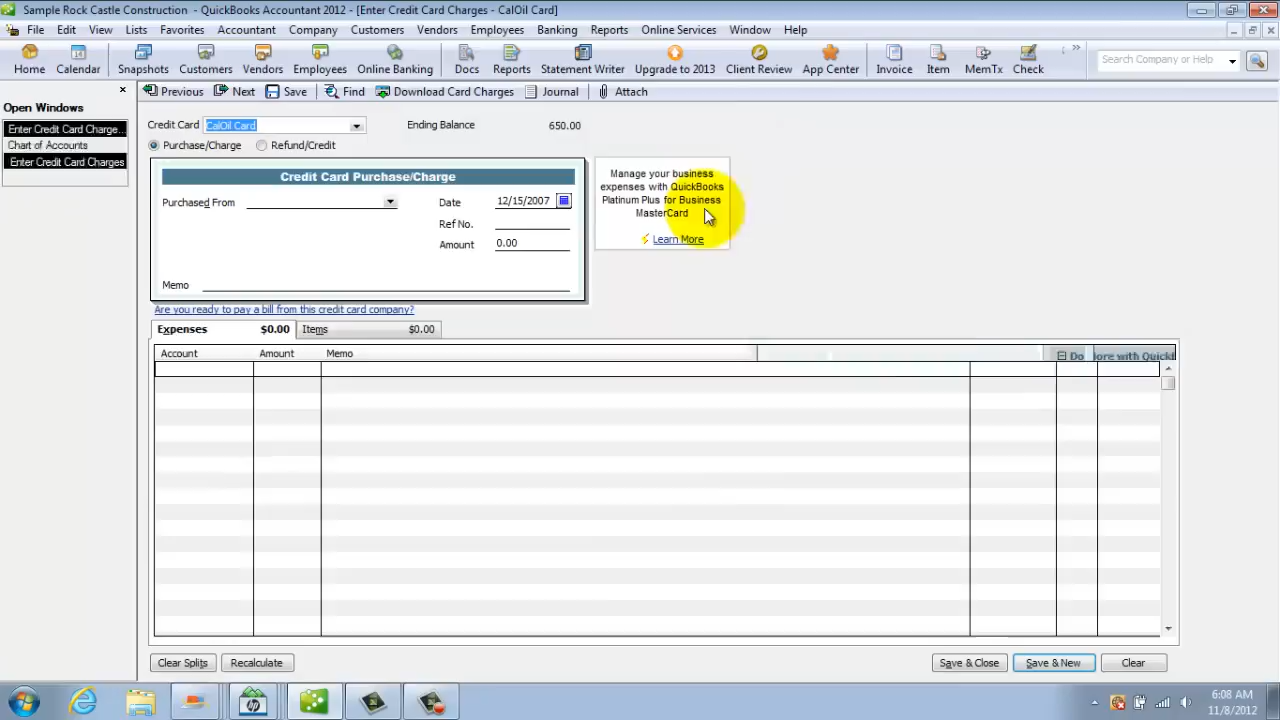 Sample Rock Castle Construction - QuickBooks Accountant 2012 - [Enter Credit Card Charges - CalOil Card]
File Edit View Lists Favorites Accountant Company Customers Vendors Employees Banking Reports Online Services Window Help
Home Calendar Snapshots Customers Vendors Employees Online Banking Docs Reports Statement Writer Upgrade to 2013 Client Review App Center Invoice Item MemTx Check
Search Company or Help
Previous Next Save Find Download Card Charges Journal Attach
Open Windows
Enter Credit Card Charge...
Chart of Accounts
Enter Credit Card Charges
Credit Card CalOil Card Ending Balance 650.00
Purchase/Charge Refund/Credit
Credit Card Purchase/Charge
Purchased From Date 12/15/2007
Ref No.
Amount 0.00
Memo
Manage your business
expenses with QuickBooks
Platinum Plus for Business
MasterCard
Learn More
Are you ready to pay a bill from this credit card company?
Expenses $0.00 Items $0.00
Account Amount Memo Do ore with Quick
Clear Splits Recalculate Save & Close Save & New Clear
6:08 AM
11/8/2012